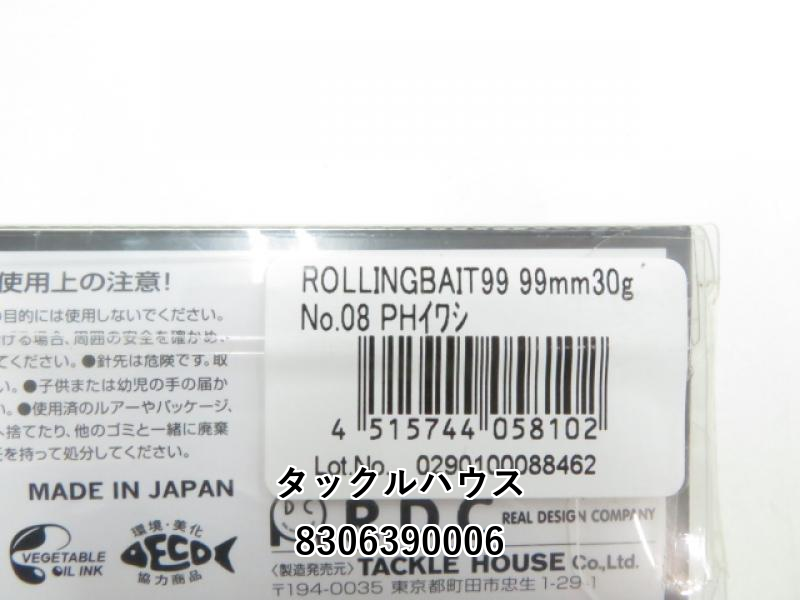 使用上の注意!
の目的には使用しないでください。
ける場合、周囲の安全を確かめ、
てください。●針先は危険です。取
い。●子供または幼児の手の届か
い。●使用済のルアーやパッケージ、
へ捨てたり、他のゴミと一緒に廃棄
任を持って処分してください。
MADE IN JAPAN
VEGETABLE
OIL INK
環境・美化
ECO
協力商品
ROLLINGBAIT99 99mm30g
No.08 PHイワシ
4 515744 058102
Lot.No. 0290100088462
タックルハウス
R.D.C
REAL DESIGN COMPANY
8306390006
〈製造発売元〉 TACKLE HOUSE Co.,Ltd.
〒194-0035 東京都町田市忠生1-29-1